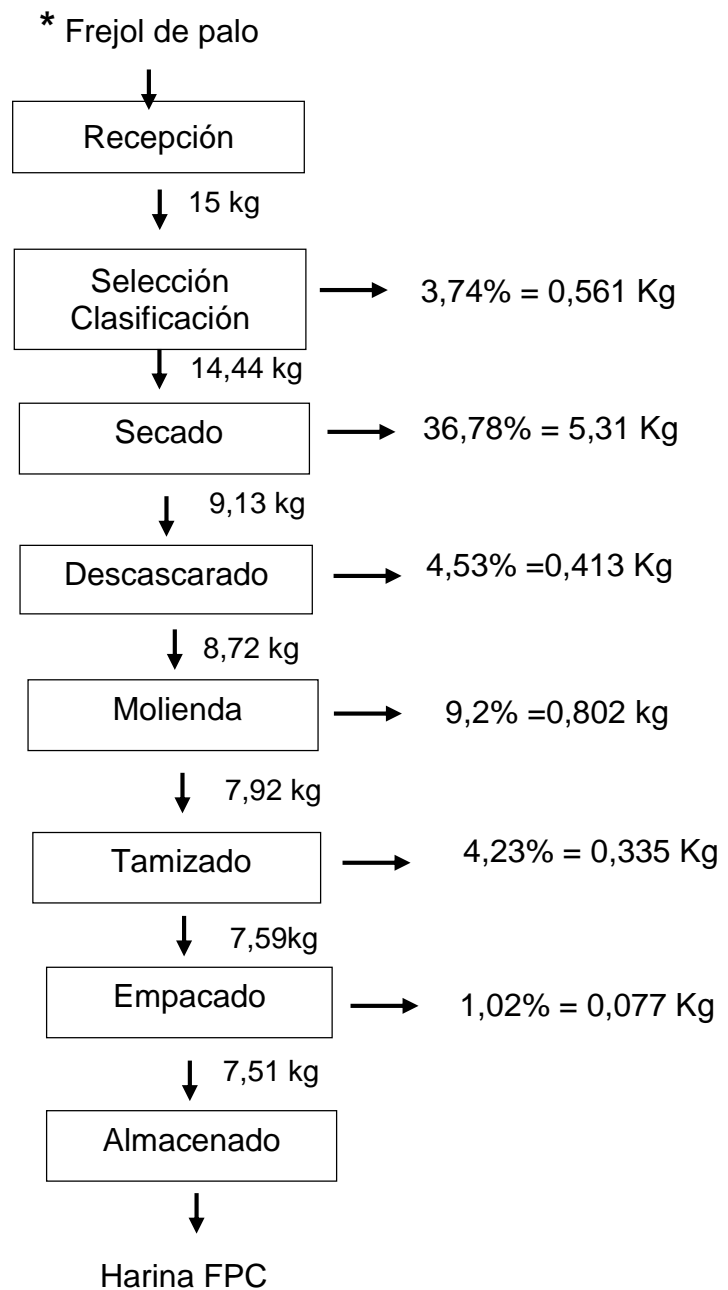 * Frejol de palo
Recepción
15 kg
Selección
Clasificación
3,74% = 0,561 Kg
14,44 kg
Secado
36,78% = 5,31 Kg
9,13 kg
Descascarado
4,53% =0,413 Kg
8,72 kg
Molienda
9,2% =0,802 kg
7,92 kg
Tamizado
4,23% = 0,335 Kg
7,59kg
Empacado
1,02% = 0,077 Kg
7,51 kg
Almacenado
Harina FPC